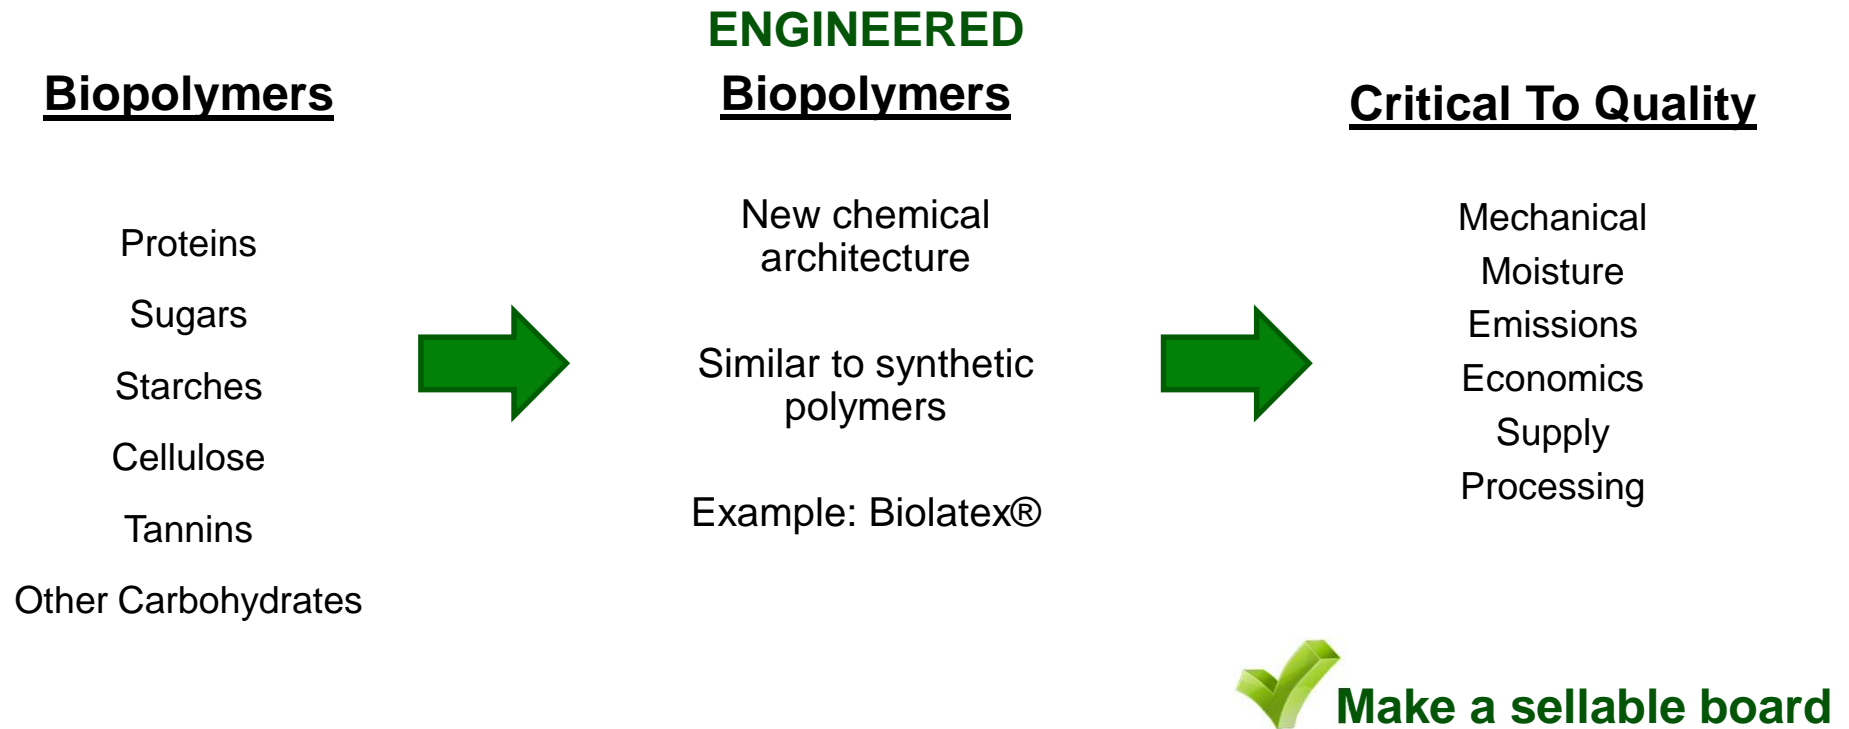 Biopolymers
Proteins
Sugars
Starches
Cellulose
Tannins
Other Carbohydrates
ENGINEERED
Biopolymers
New chemical
architecture
Similar to synthetic
polymers
Example: Biolatex®
Critical To Quality
Mechanical
Moisture
Emissions
Economics
Supply
Processing
Make a sellable board